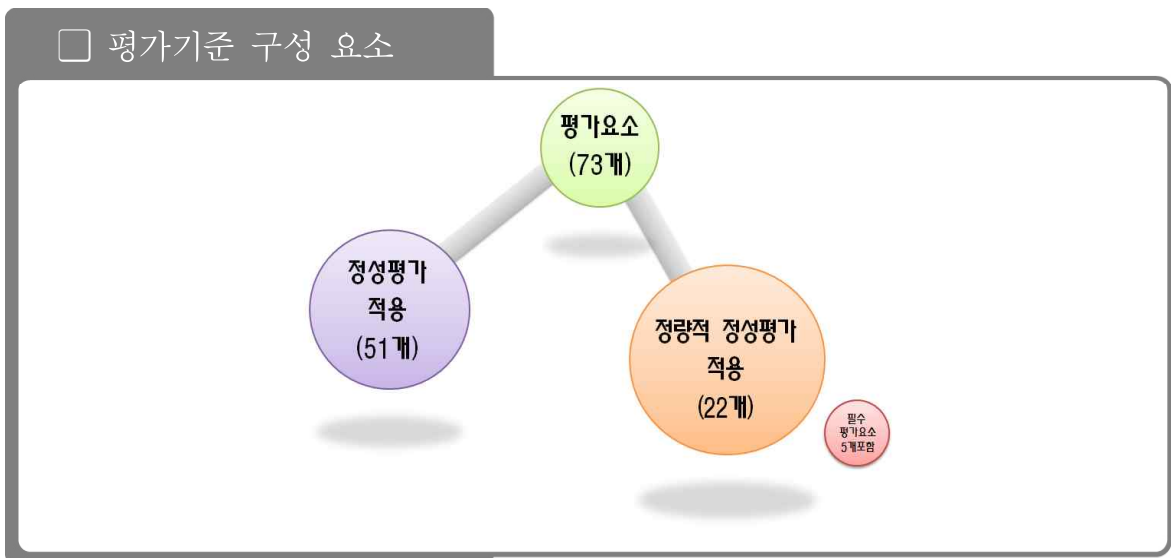 □ 평가기준 구성 요소
평가요소
(73개)
정성평가
적용
(51개)
정량적 정성평가
적용
(22개)
필수
평가요소
5개포함